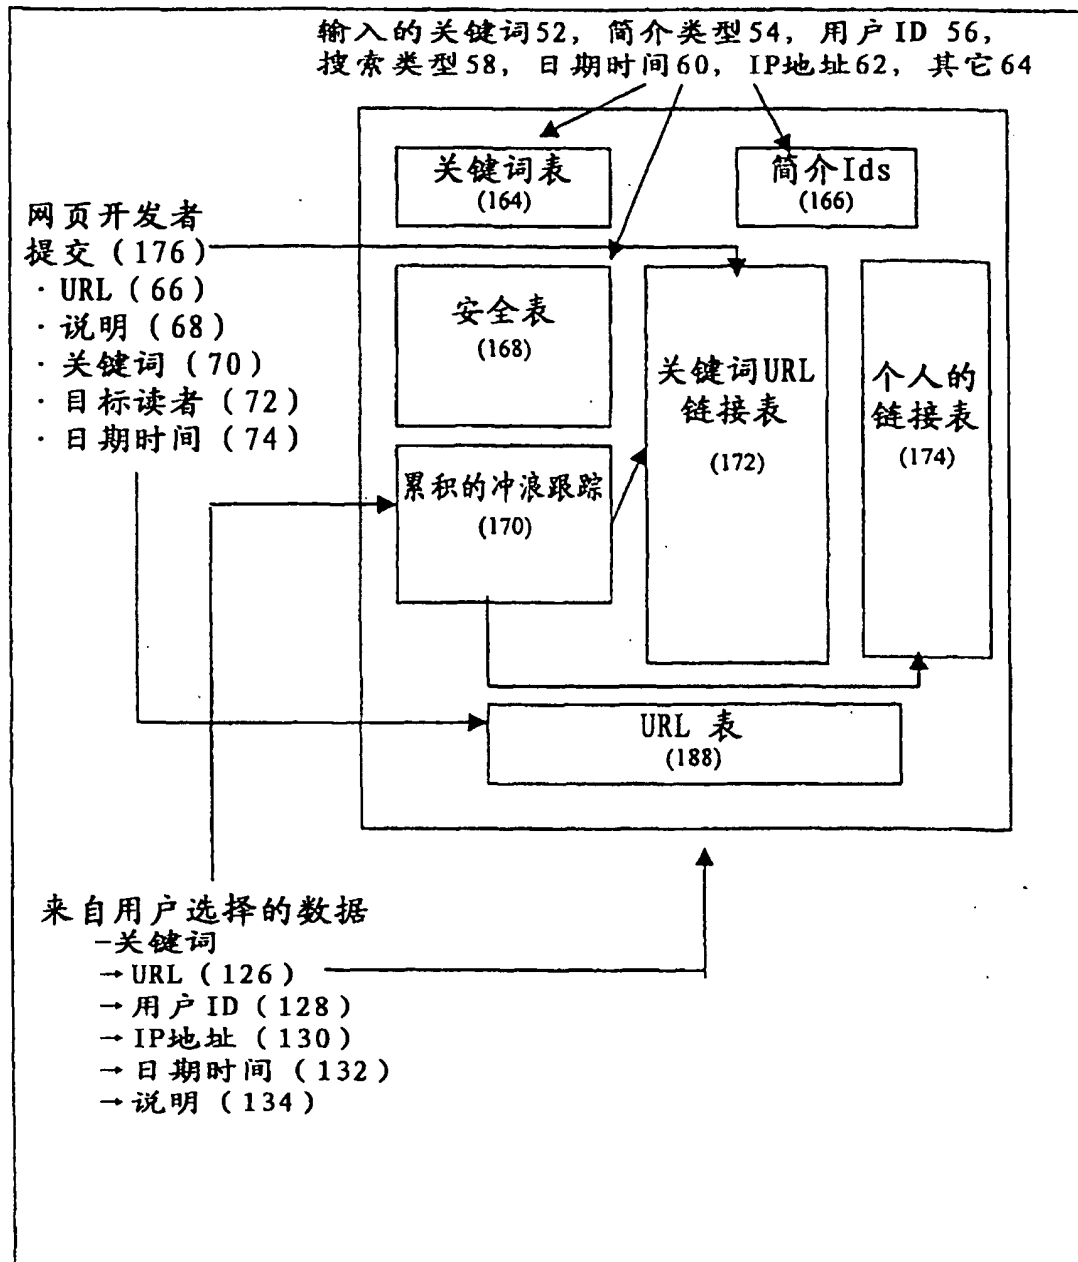 输入的关键词52, 简介类型54, 用户ID 56,
搜索类型58, 日期时间60, IP地址62, 其它64
关键词表
(164)
简介Ids
(166)
网页开发者
提交（176）
· URL（66）
· 说明（68）
· 关键词（70）
· 目标读者（72）
· 日期时间（74）
安全表
(168)
关键词URL
链接表
(172)
个人的
链接表
(174)
累积的冲浪跟踪
(170)
URL 表
(188)
来自用户选择的数据
-关键词
→URL（126）
→用户ID（128）
→IP地址（130）
→日期时间（132）
→说明（134）